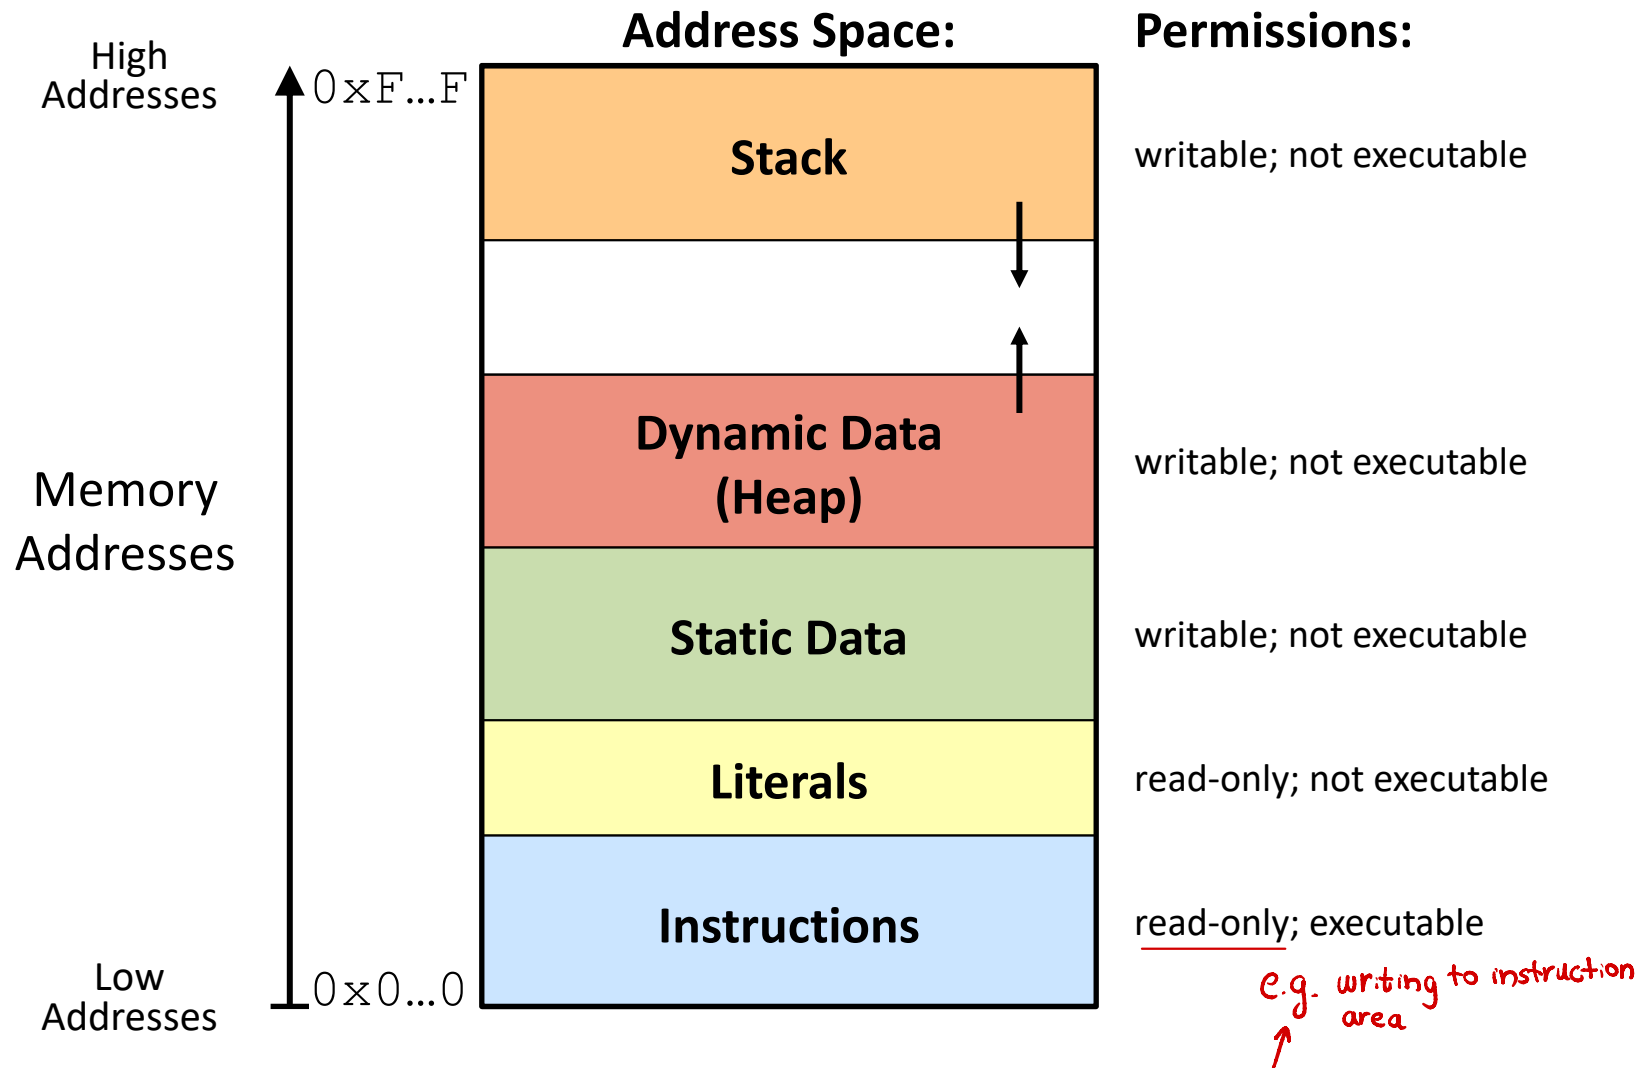 Address Space:
Permissions:
High
Addresses
0xF…F
Stack
writable; not executable
Memory
Addresses
Dynamic Data
(Heap)
writable; not executable
Static Data
writable; not executable
Literals
read-only; not executable
Instructions
read-only; executable
e.g. writing to instruction
area
Low
Addresses
0x0…0